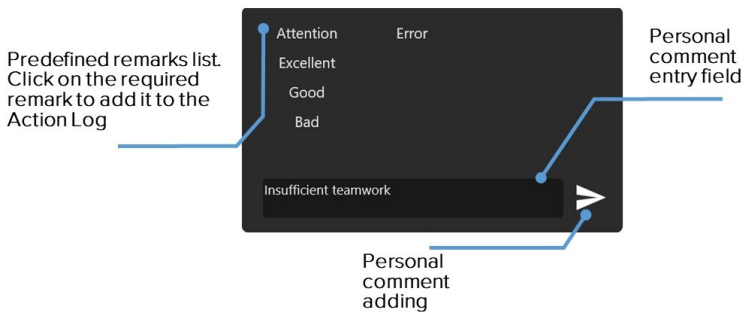 Predefined remarks list.
Click on the required
remark to add it to the
Action Log
Attention Error
Excellent
Good
Bad
Insufficient teamwork
Personal
comment
entry field
Personal
comment
adding